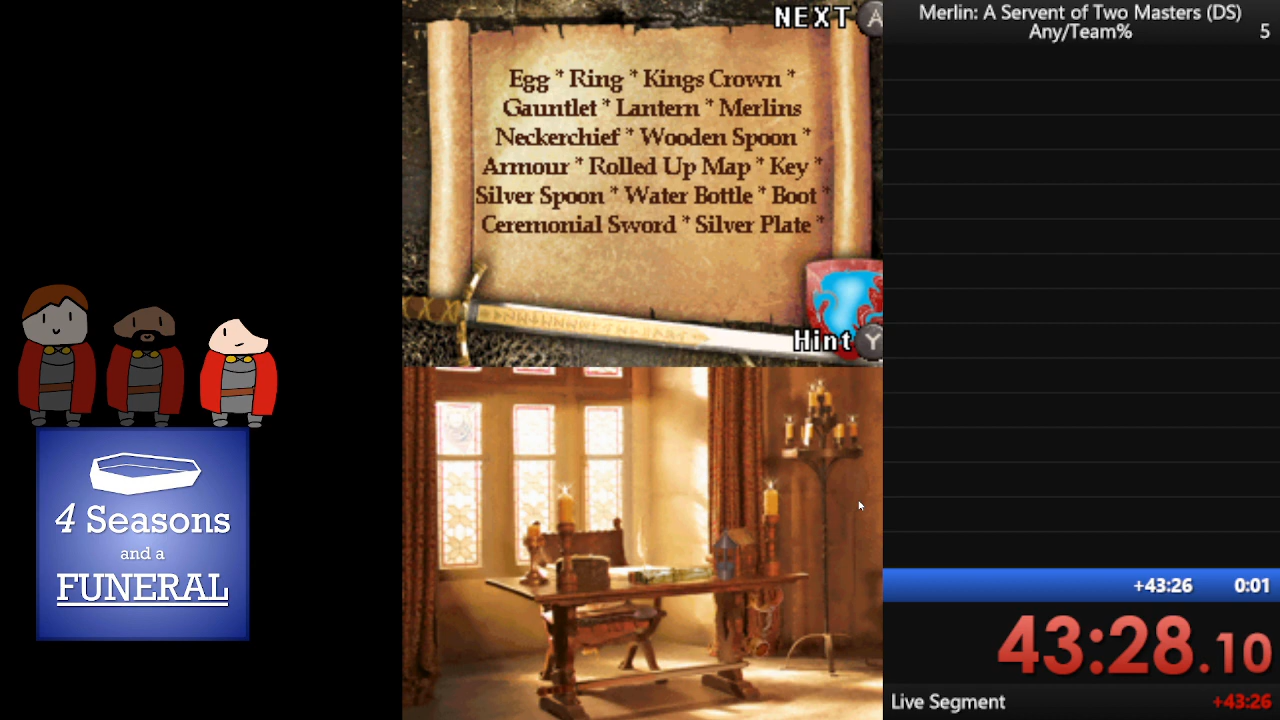 NEXT A
Egg * Ring * Kings Crown *
Gauntlet * Lantern * Merlins
Neckerchief * Wooden Spoon *
Armour * Rolled Up Map * Key *
Silver Spoon * Water Bottle * Boot *
Ceremonial Sword * Silver Plate *
Hint Y
4 Seasons
and a
FUNERAL
Merlin: A Servent of Two Masters (DS)
Any/Team% 5
+43:26 0:01
43:28.10
Live Segment +43:26